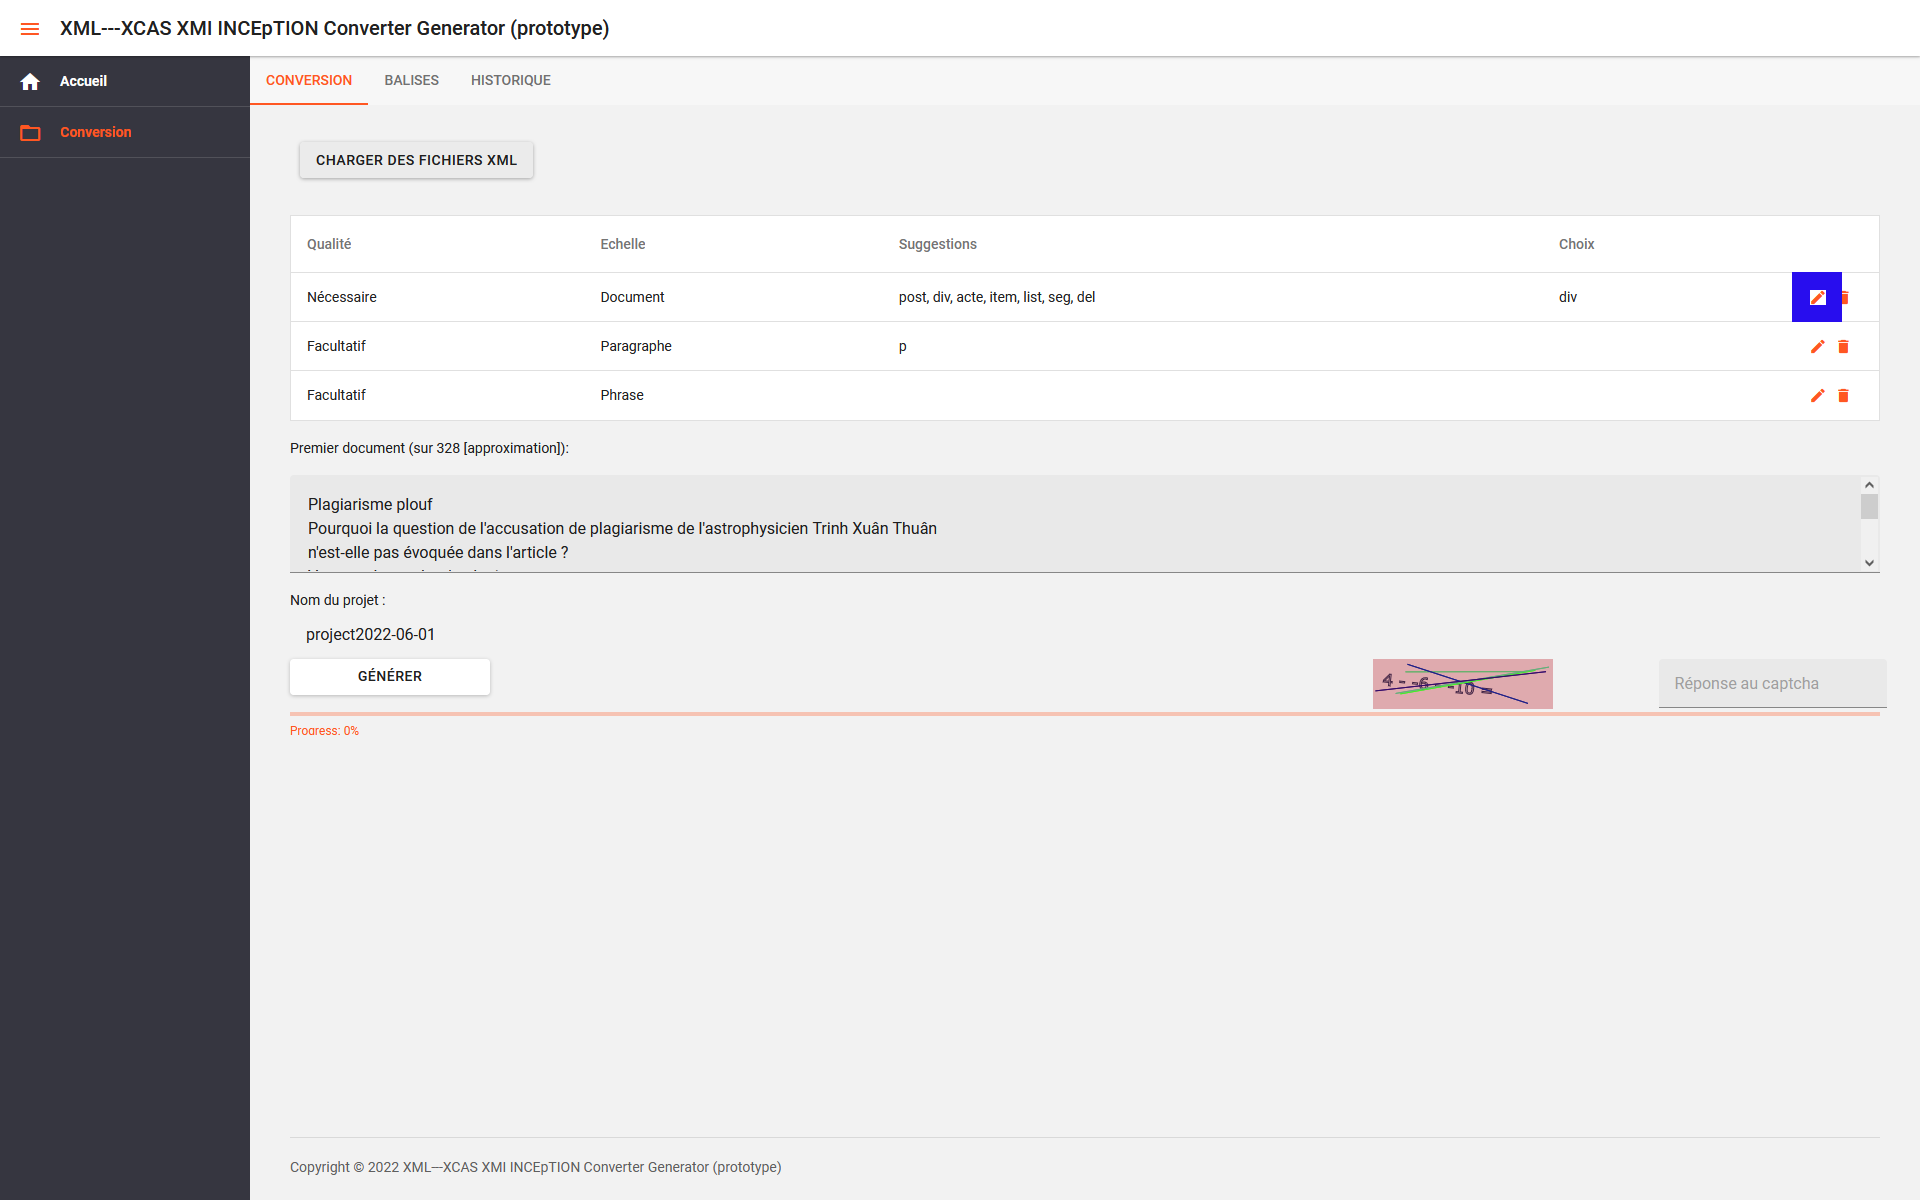 XML---XCAS XMI INCEpTION Converter Generator (prototype)
Accueil
Conversion
CONVERSION BALISES HISTORIQUE
CHARGER DES FICHIERS XML
Qualité Echelle Suggestions Choix
Nécessaire Document post, div, acte, item, list, seg, del div
Facultatif Paragraphe p
Facultatif Phrase
Premier document (sur 328 [approximation]):
Plagiarisme plouf
Pourquoi la question de l'accusation de plagiarisme de l'astrophysicien Trinh Xuân Thuân
n'est-elle pas évoquée dans l'article ?
Nom du projet :
project2022-06-01
GÉNÉRER
4 - -6 - -10 =
Réponse au captcha
Progress: 0%
Copyright © 2022 XML---XCAS XMI INCEpTION Converter Generator (prototype)